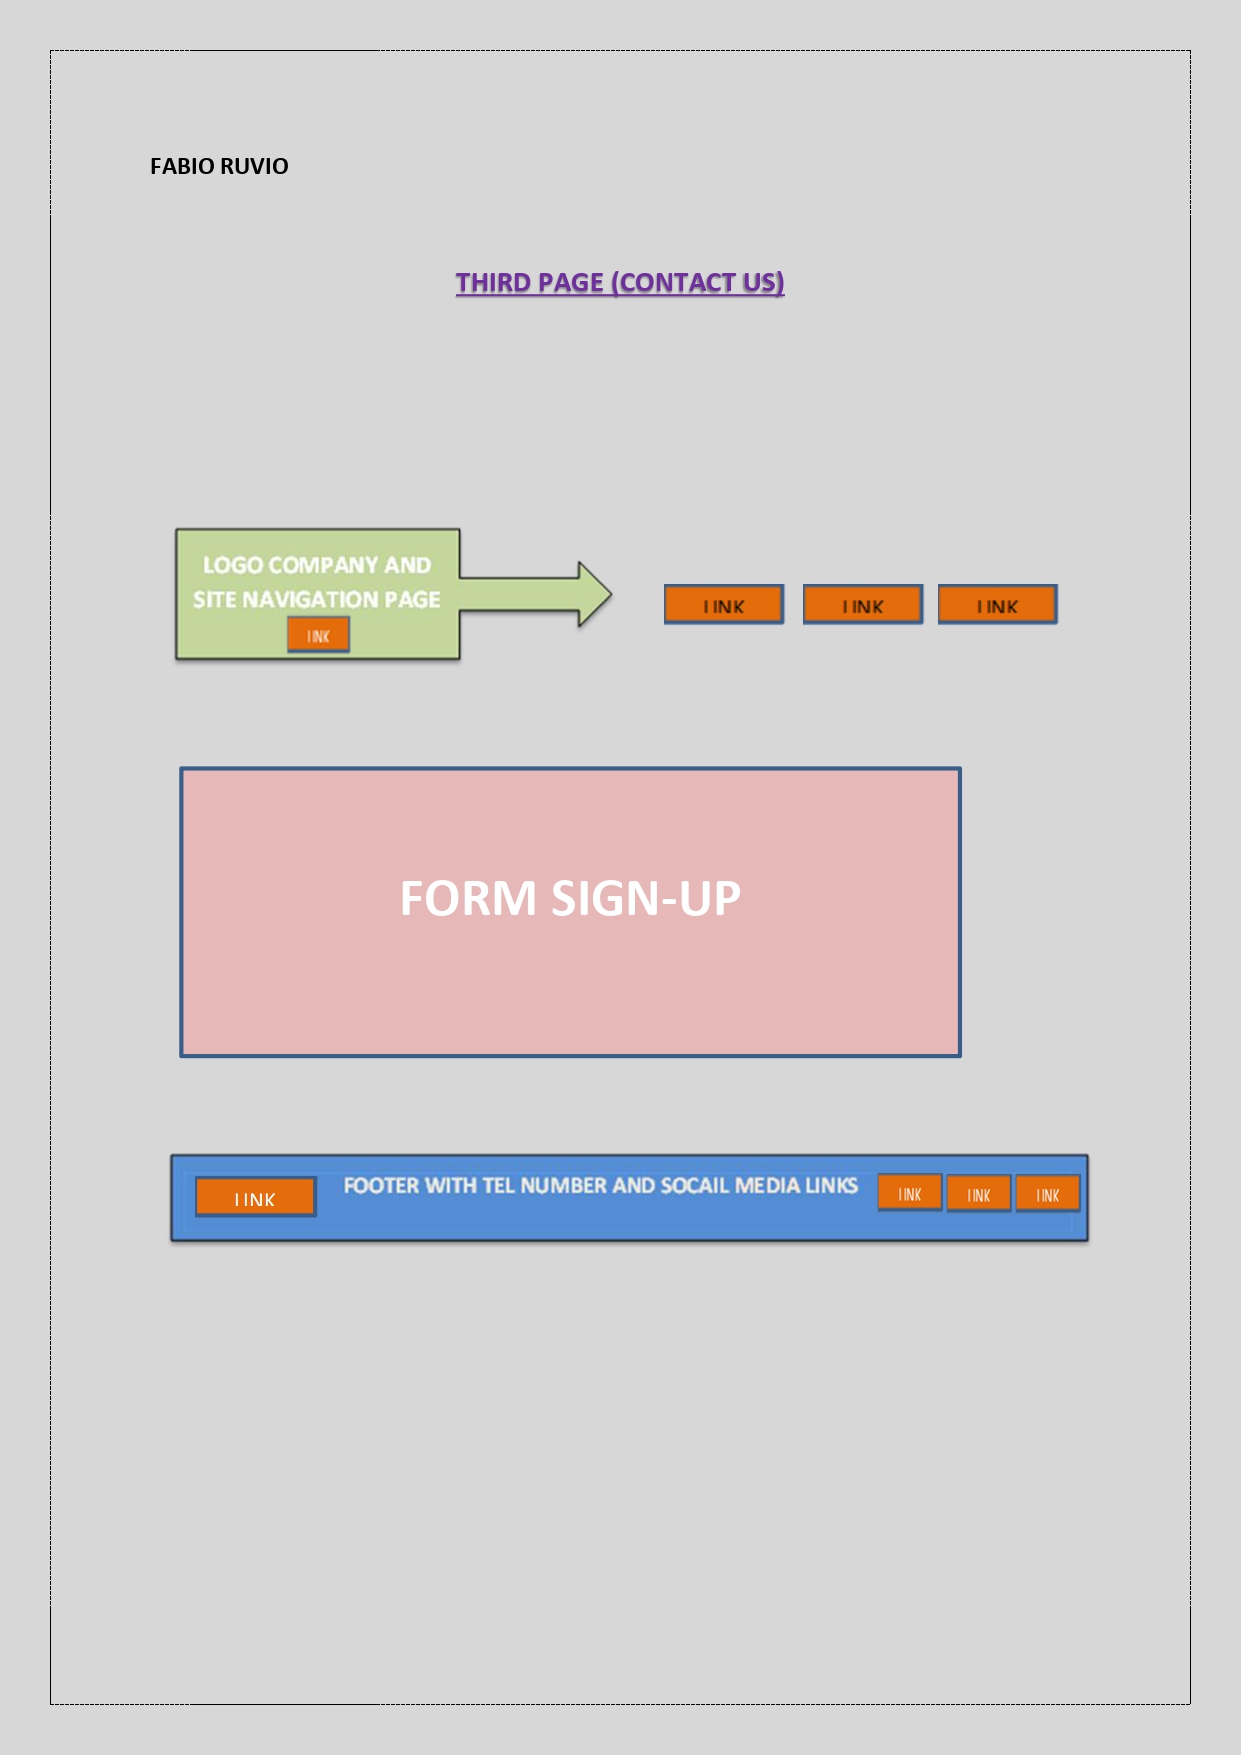 FABIO RUVIO
THIRD PAGE (CONTACT US)
LOGO COMPANY AND
SITE NAVIGATION PAGE
LINK
LINK LINK LINK
FORM SIGN-UP
LINK FOOTER WITH TEL NUMBER AND SOCAIL MEDIA LINKS LINK LINK LINK